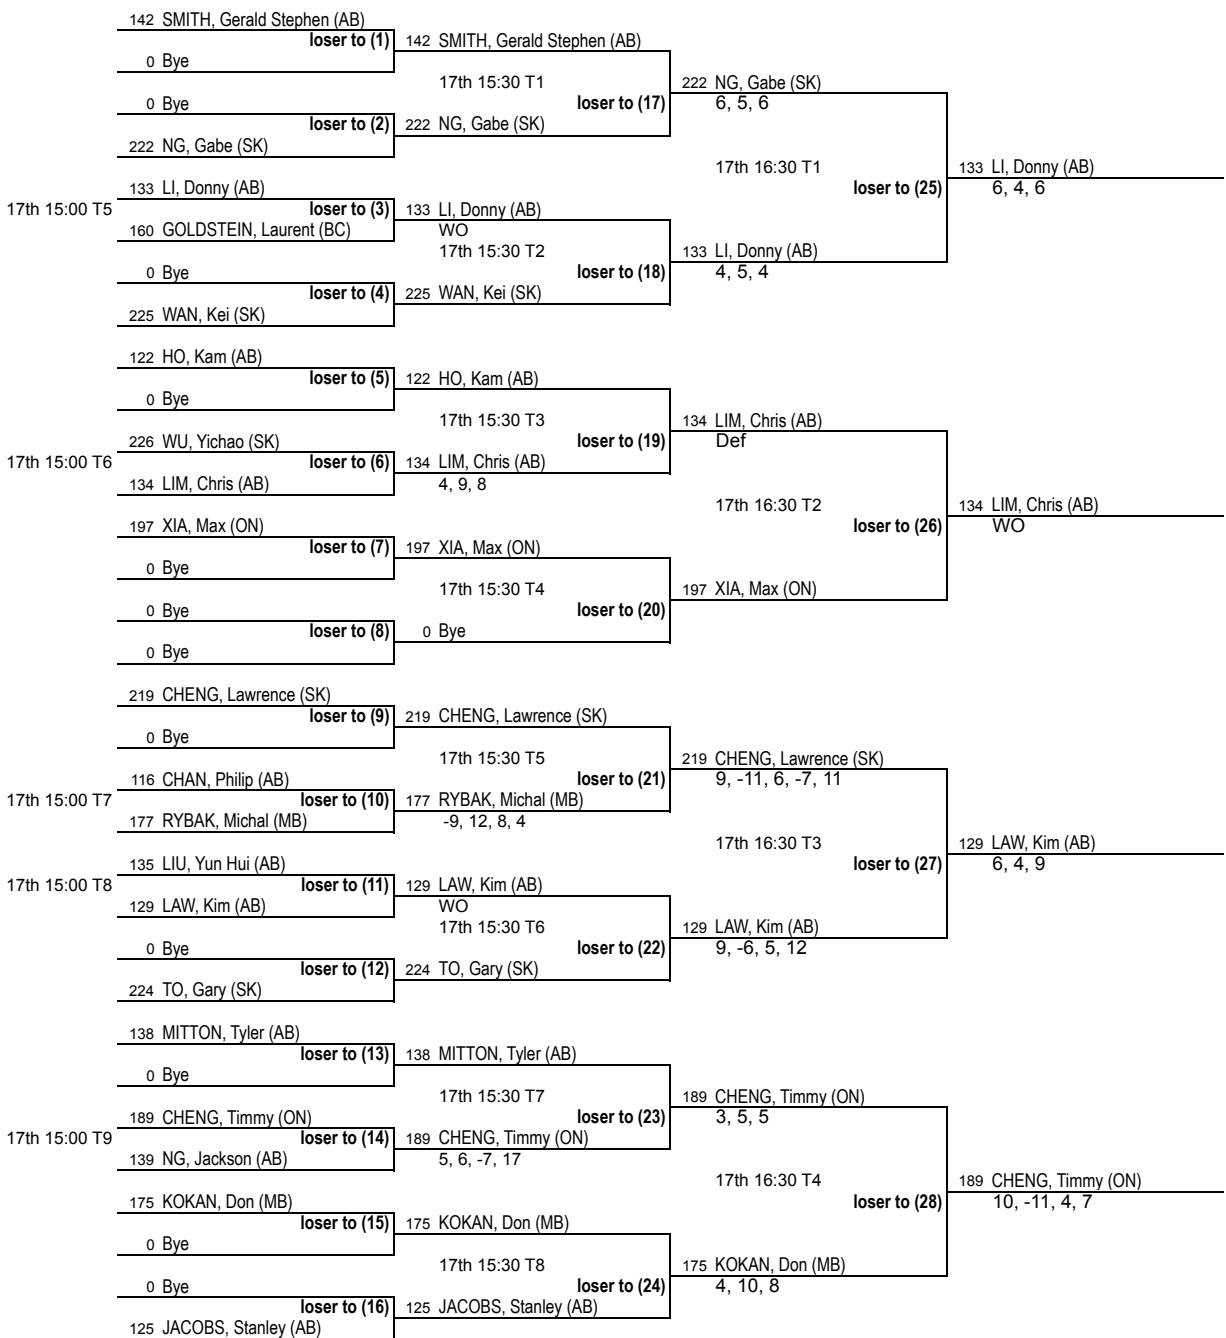 142 SMITH, Gerald Stephen (AB)
loser to (1)
142 SMITH, Gerald Stephen (AB)
0 Bye
17th 15:30 T1
222 NG, Gabe (SK)
0 Bye
loser to (17)
6, 5, 6
loser to (2)
222 NG, Gabe (SK)
222 NG, Gabe (SK)
17th 16:30 T1
133 LI, Donny (AB)
133 LI, Donny (AB)
loser to (25)
6, 4, 6
17th 15:00 T5
loser to (3)
133 LI, Donny (AB)
160 GOLDSTEIN, Laurent (BC)
WO
17th 15:30 T2
133 LI, Donny (AB)
0 Bye
loser to (18)
4, 5, 4
loser to (4)
225 WAN, Kei (SK)
225 WAN, Kei (SK)
122 HO, Kam (AB)
loser to (5)
122 HO, Kam (AB)
0 Bye
17th 15:30 T3
134 LIM, Chris (AB)
226 WU, Yichao (SK)
loser to (19)
Def
17th 15:00 T6
loser to (6)
134 LIM, Chris (AB)
134 LIM, Chris (AB)
4, 9, 8
17th 16:30 T2
134 LIM, Chris (AB)
197 XIA, Max (ON)
loser to (26)
WO
loser to (7)
197 XIA, Max (ON)
0 Bye
17th 15:30 T4
197 XIA, Max (ON)
0 Bye
loser to (20)
loser to (8)
0 Bye
0 Bye
219 CHENG, Lawrence (SK)
loser to (9)
219 CHENG, Lawrence (SK)
0 Bye
17th 15:30 T5
219 CHENG, Lawrence (SK)
116 CHAN, Philip (AB)
loser to (21)
9, -11, 6, -7, 11
17th 15:00 T7
loser to (10)
177 RYBAK, Michal (MB)
177 RYBAK, Michal (MB)
-9, 12, 8, 4
17th 16:30 T3
129 LAW, Kim (AB)
135 LIU, Yun Hui (AB)
loser to (27)
6, 4, 9
17th 15:00 T8
loser to (11)
129 LAW, Kim (AB)
129 LAW, Kim (AB)
WO
17th 15:30 T6
129 LAW, Kim (AB)
0 Bye
loser to (22)
9, -6, 5, 12
loser to (12)
224 TO, Gary (SK)
224 TO, Gary (SK)
138 MITTON, Tyler (AB)
loser to (13)
138 MITTON, Tyler (AB)
0 Bye
17th 15:30 T7
189 CHENG, Timmy (ON)
189 CHENG, Timmy (ON)
loser to (23)
3, 5, 5
17th 15:00 T9
loser to (14)
189 CHENG, Timmy (ON)
139 NG, Jackson (AB)
5, 6, -7, 17
17th 16:30 T4
189 CHENG, Timmy (ON)
175 KOKAN, Don (MB)
loser to (28)
10, -11, 4, 7
loser to (15)
175 KOKAN, Don (MB)
0 Bye
17th 15:30 T8
175 KOKAN, Don (MB)
0 Bye
loser to (24)
4, 10, 8
loser to (16)
125 JACOBS, Stanley (AB)
125 JACOBS, Stanley (AB)